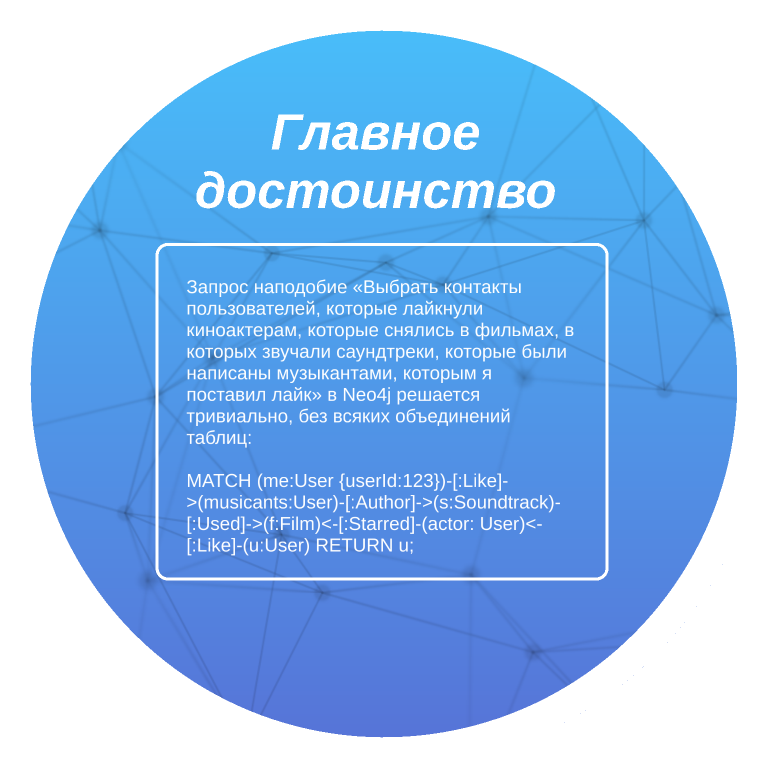 Главное
достоинство
Запрос наподобие «Выбрать контакты
пользователей, которые лайкнули
киноактерам, которые снялись в фильмах, в
которых звучали саундтреки, которые были
написаны музыкантами, которым я
поставил лайк» в Neo4j решается
тривиально, без всяких объединений
таблиц:
MATCH (me:User {userId:123})-[:Like]-
>(musicants:User)-[:Author]->(s:Soundtrack)-
[:Used]->(f:Film)<-[:Starred]-(actor: User)<-
[:Like]-(u:User) RETURN u;